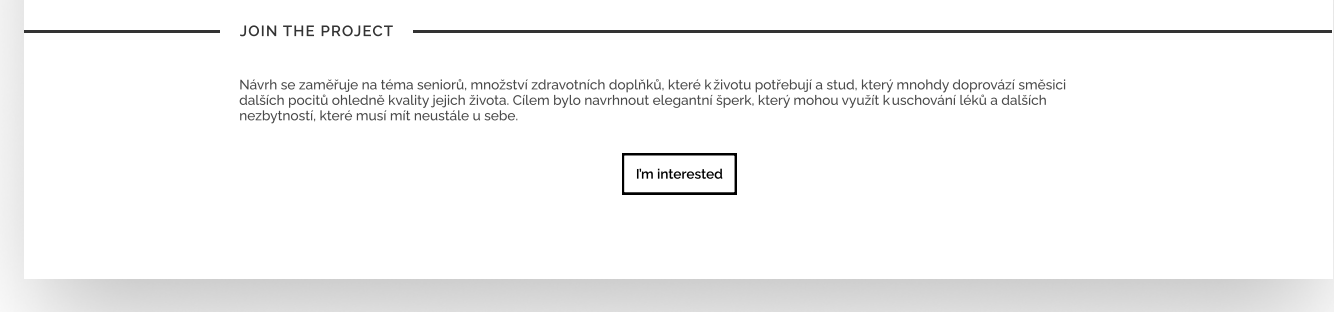 JOIN THE PROJECT
Návrh se zaměřuje na téma seniorů, množství zdravotních doplňků, které k životu potřebují a stud, který mnohdy doprovází směsici
dalších pocitů ohledně kvality jejich života. Cílem bylo navrhnout elegantní šperk, který mohou využít k uschování léků a dalších
nezbytností, které musí mít neustále u sebe.
I'm interested